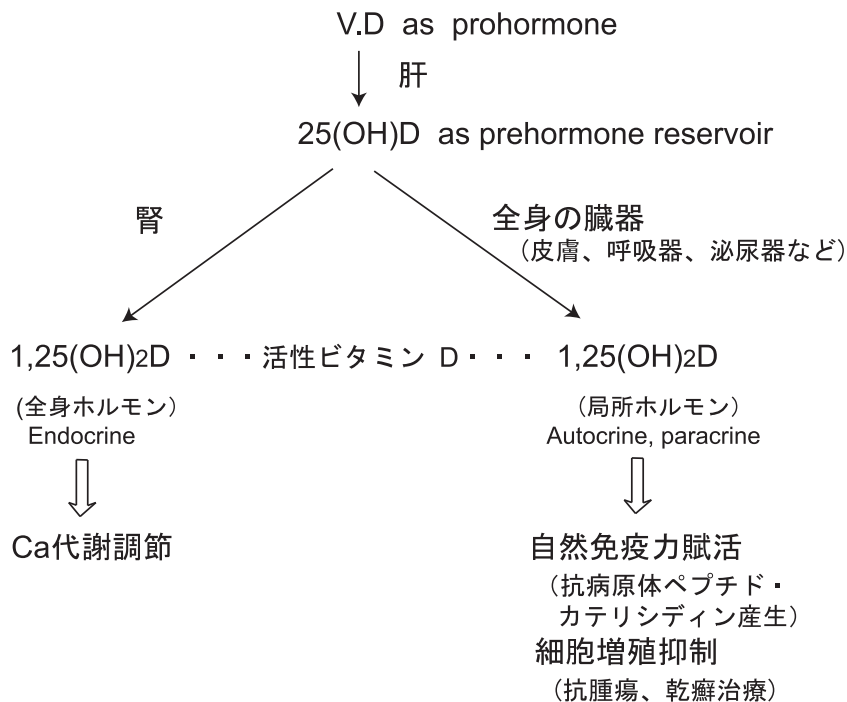 V.D as prohormone
肝
25(OH)D as prehormone reservoir
腎
全身の臓器
（皮膚、呼吸器、泌尿器など）
1,25(OH)2D ・・・活性ビタミン D・・・ 1,25(OH)2D
(全身ホルモン）
Endocrine
（局所ホルモン）
Autocrine, paracrine
Ca代謝調節
自然免疫力賦活
（抗病原体ペプチド・
カテリシディン産生）
細胞増殖抑制
（抗腫瘍、乾癬治療）